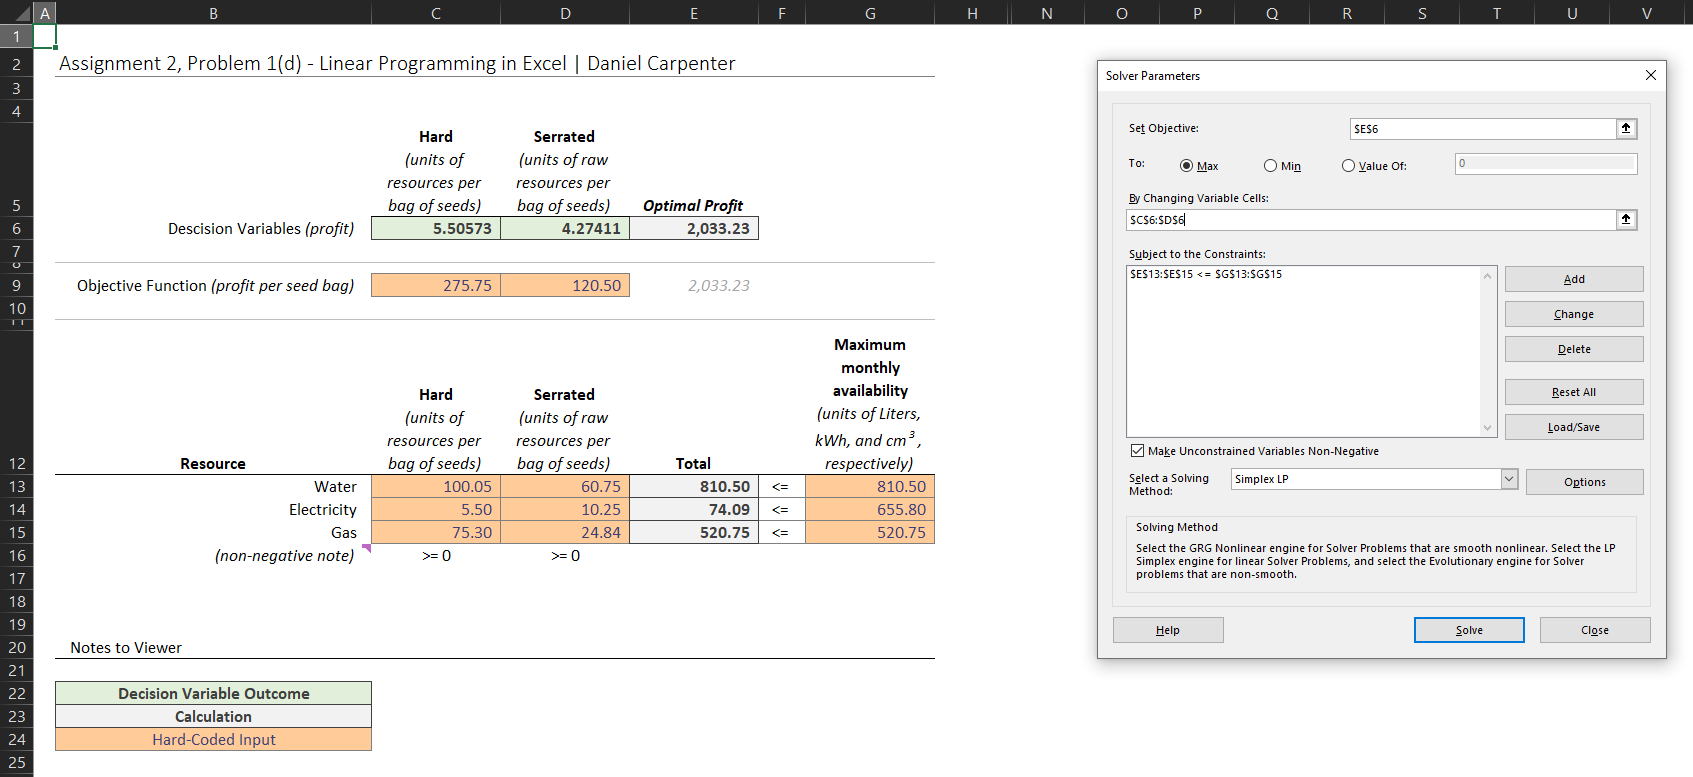 A B C D E F G H N O P Q R S T U V
1
2 Assignment 2, Problem 1(d) - Linear Programming in Excel | Daniel Carpenter
3
4
Hard Serrated
(units of (units of raw
resources per resources per
5 bag of seeds) bag of seeds) Optimal Profit
6 Descision Variables (profit) 5.50573 4.27411 2,033.23
7
8
9 Objective Function (profit per seed bag) 275.75 120.50 2,033.23
10
11
Maximum
monthly
Hard Serrated availability
(units of (units of raw (units of Liters,
resources per resources per kWh, and cm³,
12 Resource bag of seeds) bag of seeds) Total respectively)
13 Water 100.05 60.75 810.50 <= 810.50
14 Electricity 5.50 10.25 74.09 <= 655.80
15 Gas 75.30 24.84 520.75 <= 520.75
16 (non-negative note) >= 0 >= 0
17
18
19
20 Notes to Viewer
21
22 Decision Variable Outcome
23 Calculation
24 Hard-Coded Input
25
Solver Parameters
Set Objective: $E$6
To: Max Min Value Of: 0
By Changing Variable Cells:
$C$6:$D$6
Subject to the Constraints:
$E$13:$E$15 <= $G$13:$G$15
Add
Change
Delete
Reset All
Load/Save
Make Unconstrained Variables Non-Negative
Select a Solving Method: Simplex LP Options
Solving Method
Select the GRG Nonlinear engine for Solver Problems that are smooth nonlinear. Select the LP
Simplex engine for linear Solver Problems, and select the Evolutionary engine for Solver
problems that are non-smooth.
Help Solve Close